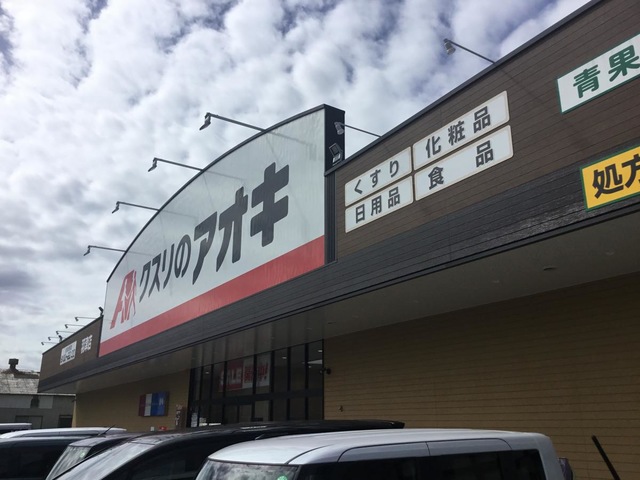 クスリのアオキ
くすり
化粧品
日用品
食品
青果
処方